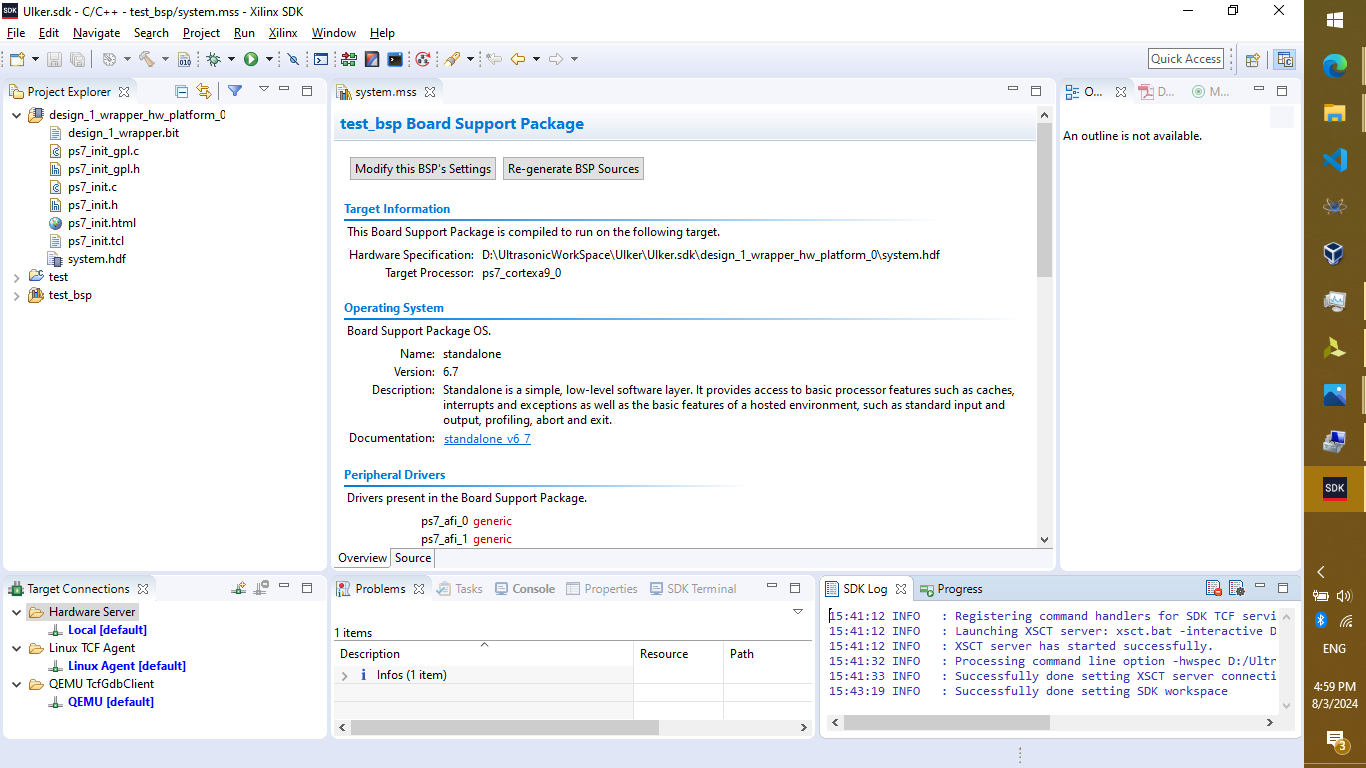 SDK Ulker.sdk - C/C++ - test_bsp/system.mss - Xilinx SDK
File Edit Navigate Search Project Run Xilinx Window Help
Quick Access
Project Explorer
design_1_wrapper_hw_platform_0
design_1_wrapper.bit
ps7_init_gpl.c
ps7_init_gpl.h
ps7_init.c
ps7_init.h
ps7_init.html
ps7_init.tcl
system.hdf
test
test_bsp
system.mss
test_bsp Board Support Package
Modify this BSP's Settings Re-generate BSP Sources
Target Information
This Board Support Package is compiled to run on the following target.
Hardware Specification: D:\UltrasonicWorkSpace\Ulker\Ulker.sdk\design_1_wrapper_hw_platform_0\system.hdf
Target Processor: ps7_cortexa9_0
Operating System
Board Support Package OS.
Name: standalone
Version: 6.7
Description: Standalone is a simple, low-level software layer. It provides access to basic processor features such as caches,
interrupts and exceptions as well as the basic features of a hosted environment, such as standard input and
output, profiling, abort and exit.
Documentation: standalone_v6_7
Peripheral Drivers
Drivers present in the Board Support Package.
ps7_afi_0 generic
ps7_afi_1 generic
Overview Source
O... D... M...
An outline is not available.
Target Connections
Hardware Server
Local [default]
Linux TCF Agent
Linux Agent [default]
QEMU TcfGdbClient
QEMU [default]
Problems Tasks Console Properties SDK Terminal
1 items
Description Resource Path
Infos (1 item)
SDK Log Progress
15:41:12 INFO : Registering command handlers for SDK TCF servi
15:41:12 INFO : Launching XSCT server: xsct.bat -interactive D
15:41:12 INFO : XSCT server has started successfully.
15:41:32 INFO : Processing command line option -hwspec D:/Ultr
15:41:33 INFO : Successfully done setting XSCT server connecti
15:43:19 INFO : Successfully done setting SDK workspace
SDK
ENG
4:59 PM
8/3/2024
3